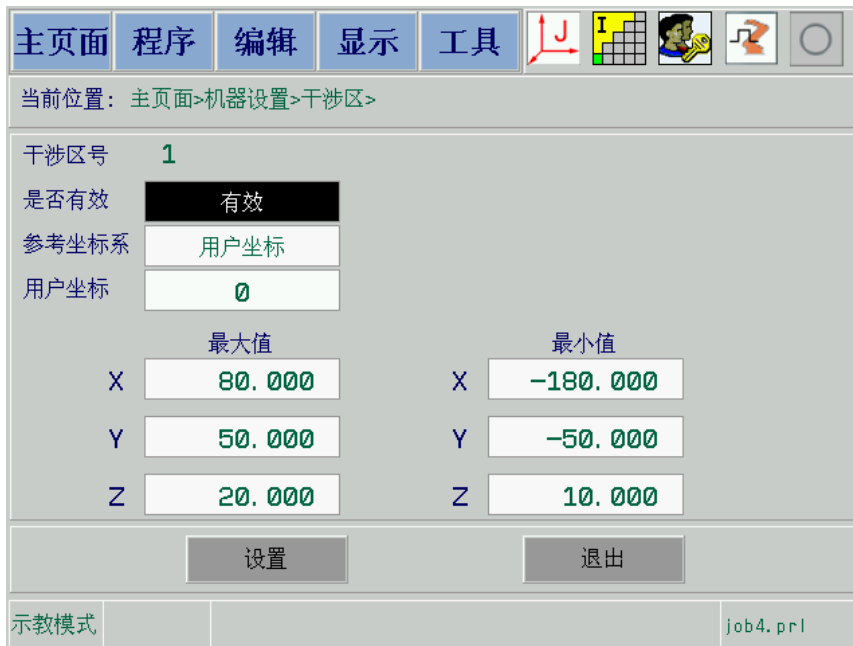 主页面 程序 编辑 显示 工具 J I
当前位置: 主页面>机器设置>干涉区>
干涉区号 1
是否有效 有效
参考坐标系 用户坐标
用户坐标 0
最大值 最小值
X 80.000 X -180.000
Y 50.000 Y -50.000
Z 20.000 Z 10.000
设置 退出
示教模式 job4.prl